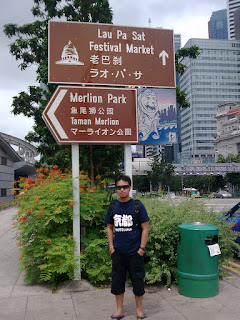 Lau Pa Sat
Festival Market
老巴刹
ラオ・パ・サ
Merlion Park
鱼尾狮公园
Taman Merlion
マーライオン公園